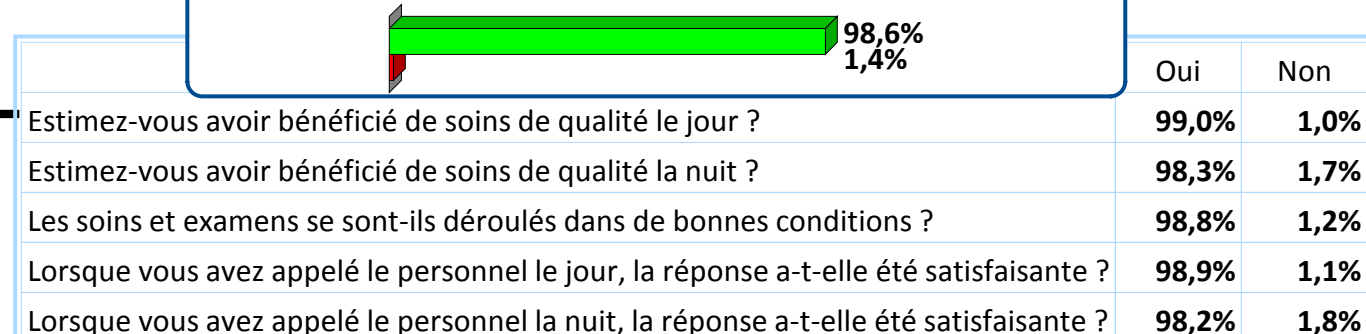 98,6%
1,4%
Oui Non
Estimez-vous avoir bénéficié de soins de qualité le jour ? 99,0% 1,0%
Estimez-vous avoir bénéficié de soins de qualité la nuit ? 98,3% 1,7%
Les soins et examens se sont-ils déroulés dans de bonnes conditions ? 98,8% 1,2%
Lorsque vous avez appelé le personnel le jour, la réponse a-t-elle été satisfaisante ? 98,9% 1,1%
Lorsque vous avez appelé le personnel la nuit, la réponse a-t-elle été satisfaisante ? 98,2% 1,8%